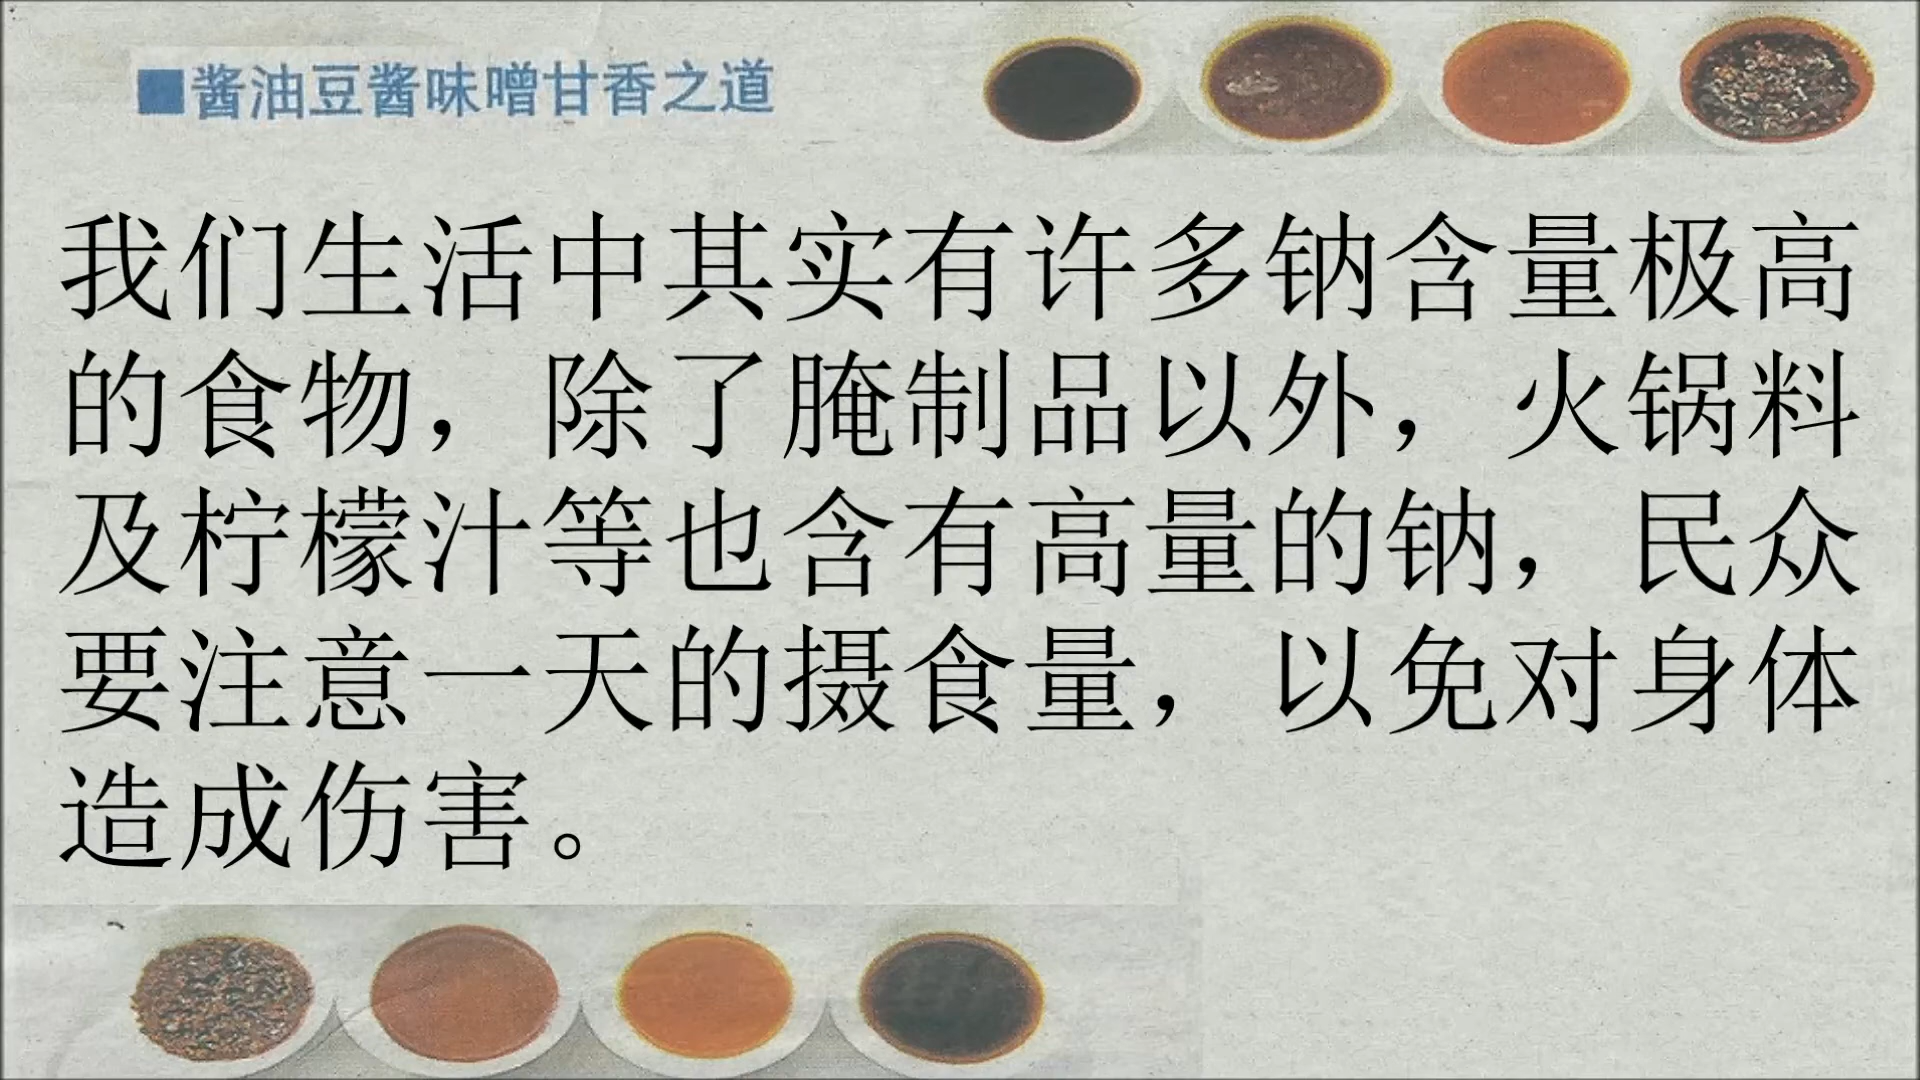 ■酱油豆酱味噌甘香之道
我们生活中其实有许多钠含量极高
的食物，除了腌制品以外，火锅料
及柠檬汁等也含有高量的钠，民众
要注意一天的摄食量，以免对身体
造成伤害。